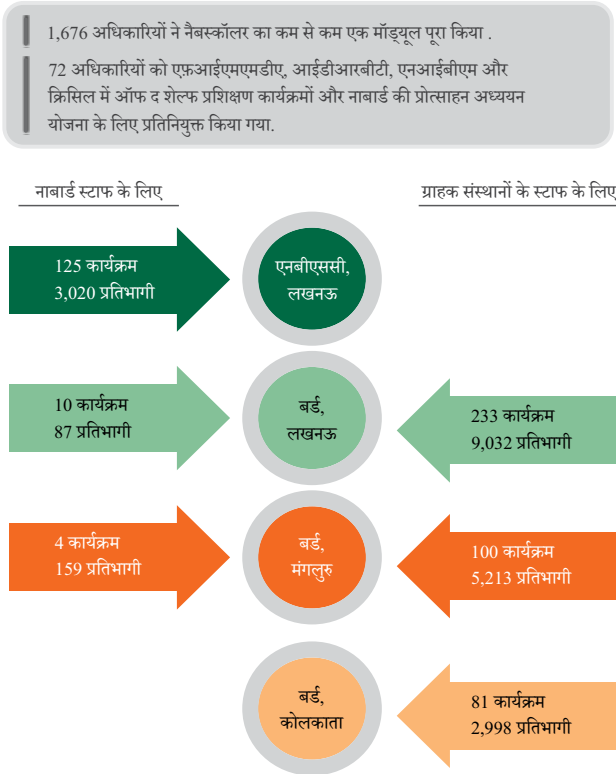 1,676 अधिकारियों ने नैबस्कॉलर का कम से कम एक मॉड्यूल पूरा किया .
72 अधिकारियों को एफ़आईएमएमडीए, आईडीआरबीटी, एनआईबीएम और
क्रिसिल में ऑफ द शेल्फ प्रशिक्षण कार्यक्रमों और नाबार्ड की प्रोत्साहन अध्ययन
योजना के लिए प्रतिनियुक्त किया गया.
नाबार्ड स्टाफ के लिए
ग्राहक संस्थानों के स्टाफ के लिए
125 कार्यक्रम
3,020 प्रतिभागी
एनबीएससी,
लखनऊ
10 कार्यक्रम
87 प्रतिभागी
बर्ड,
लखनऊ
233 कार्यक्रम
9,032 प्रतिभागी
4 कार्यक्रम
159 प्रतिभागी
बर्ड,
मंगलुरु
100 कार्यक्रम
5,213 प्रतिभागी
बर्ड,
कोलकाता
81 कार्यक्रम
2,998 प्रतिभागी